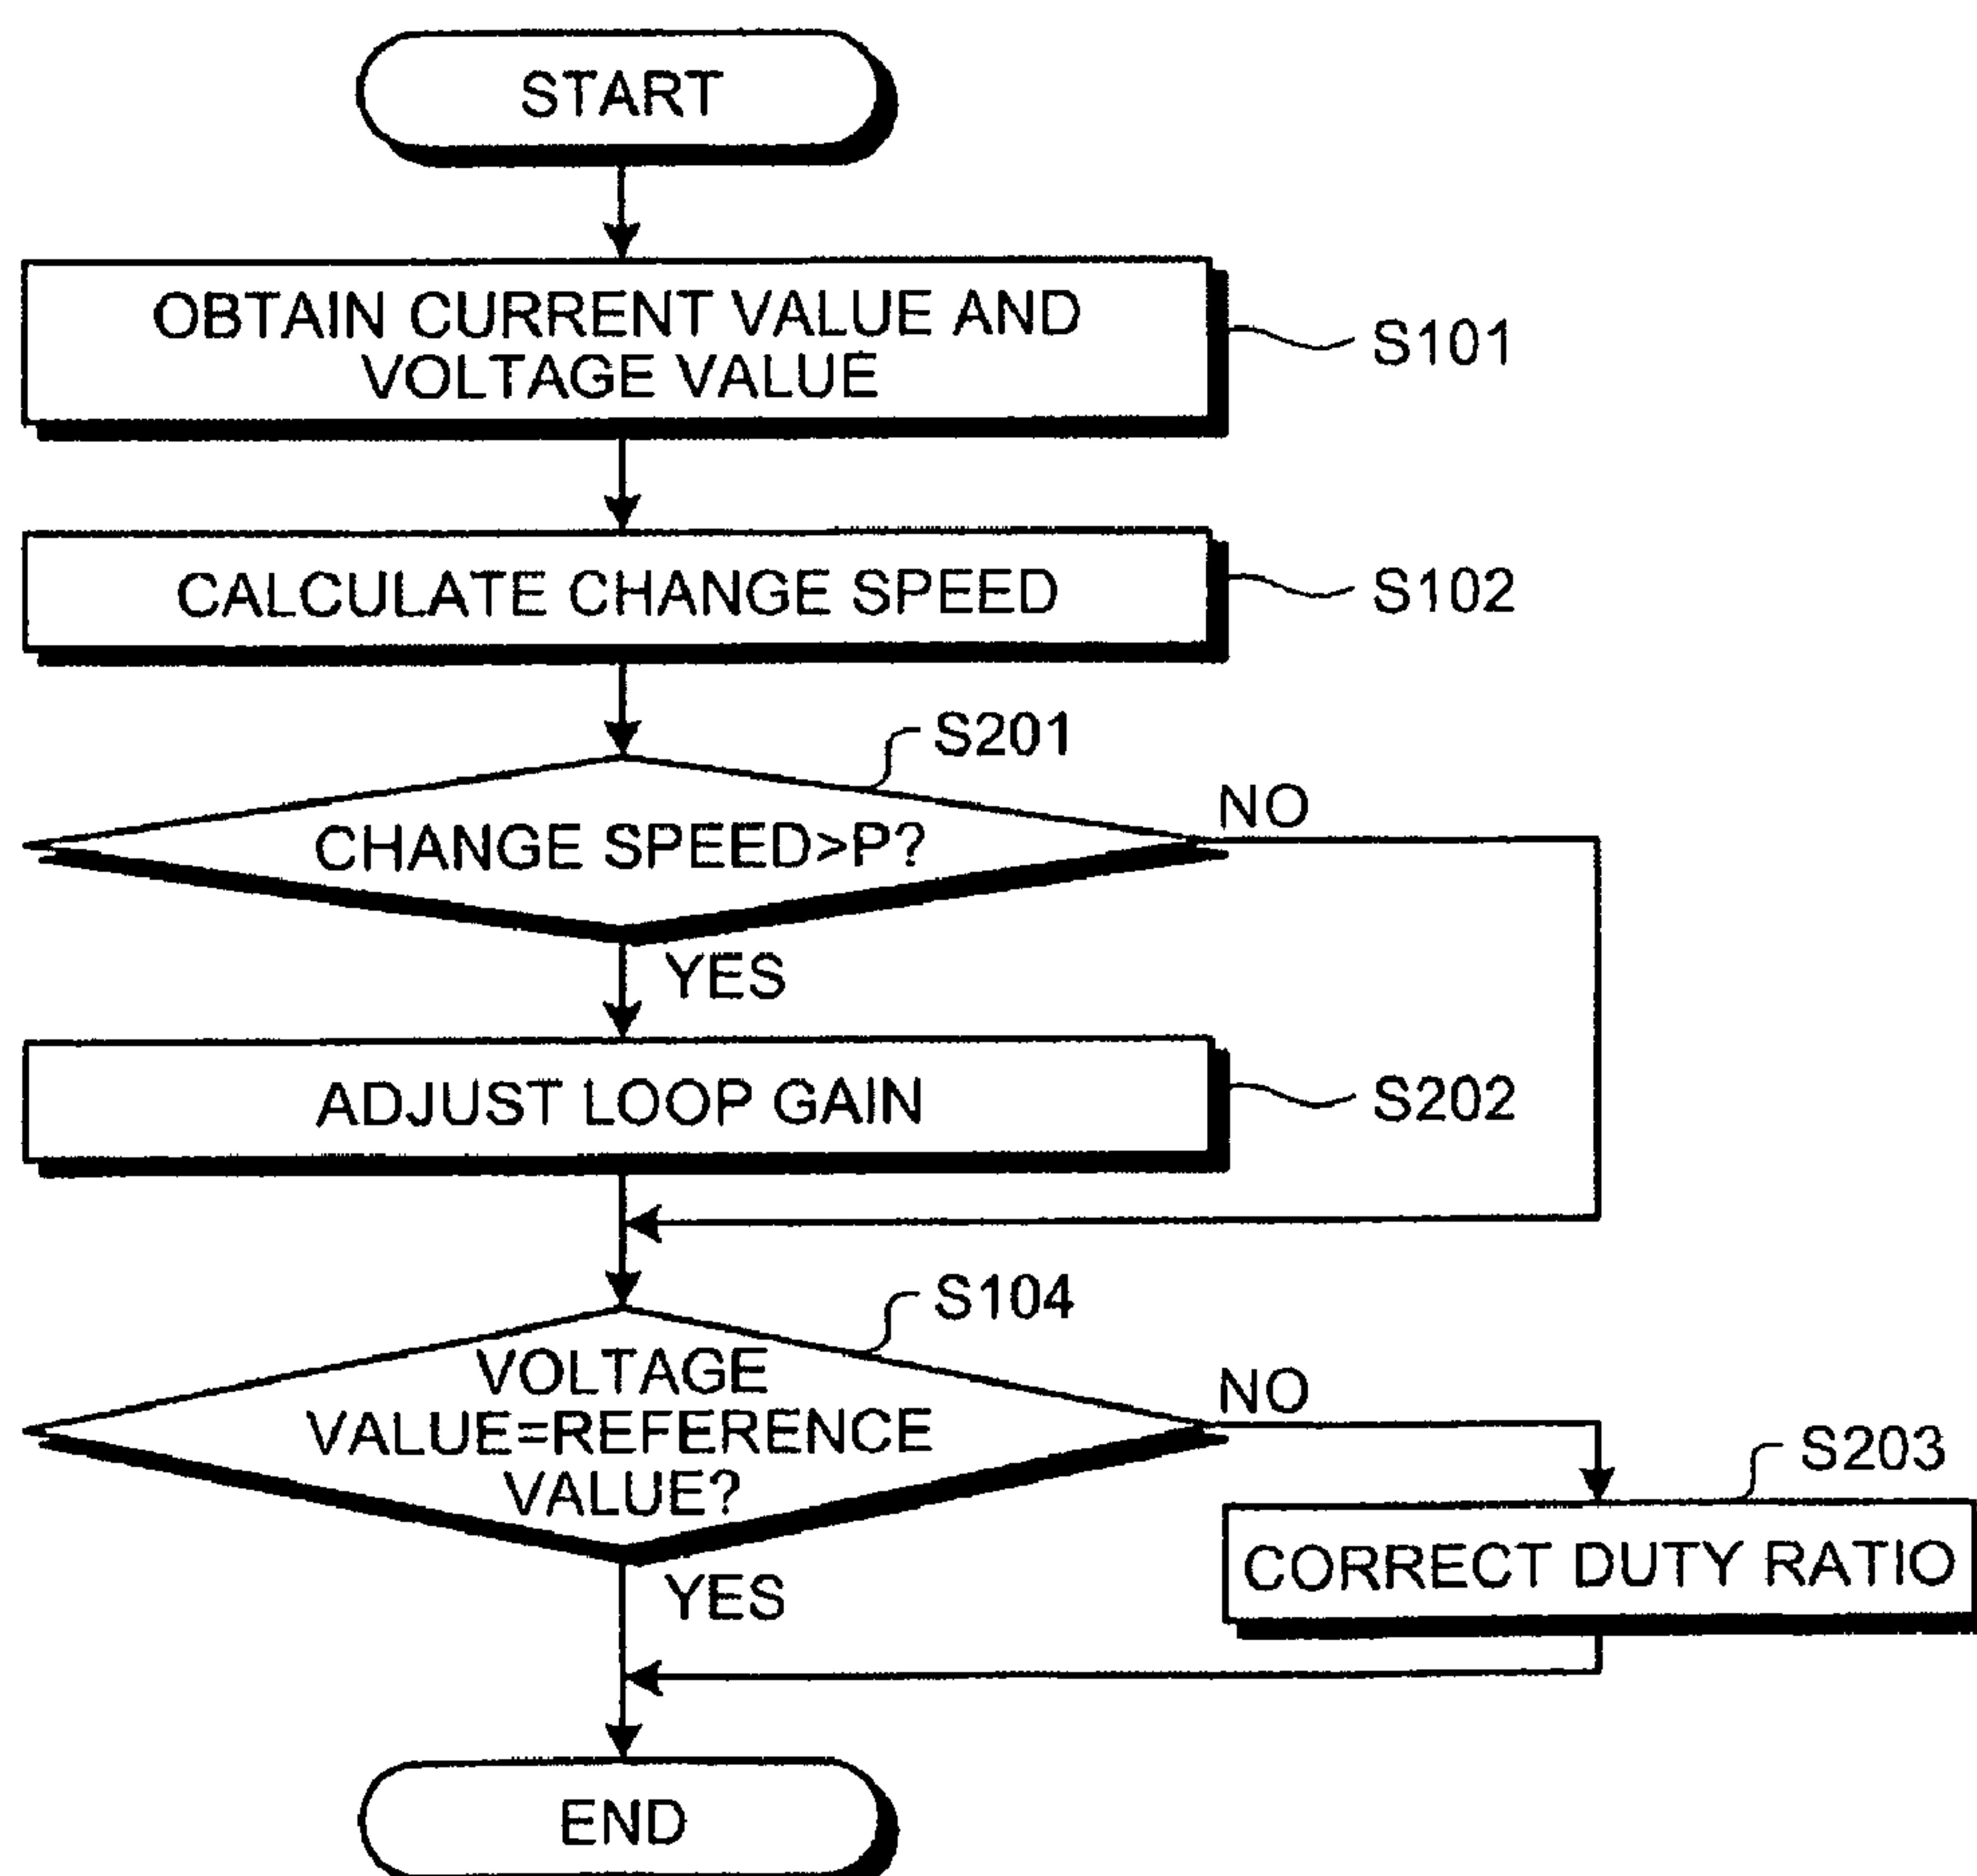 START
OBTAIN CURRENT VALUE AND
VOLTAGE VALUE
S101
CALCULATE CHANGE SPEED
S102
S201
CHANGE SPEED>P?
NO
YES
ADJUST LOOP GAIN
S202
S104
VOLTAGE
VALUE=REFERENCE
VALUE?
NO
S203
CORRECT DUTY RATIO
YES
END